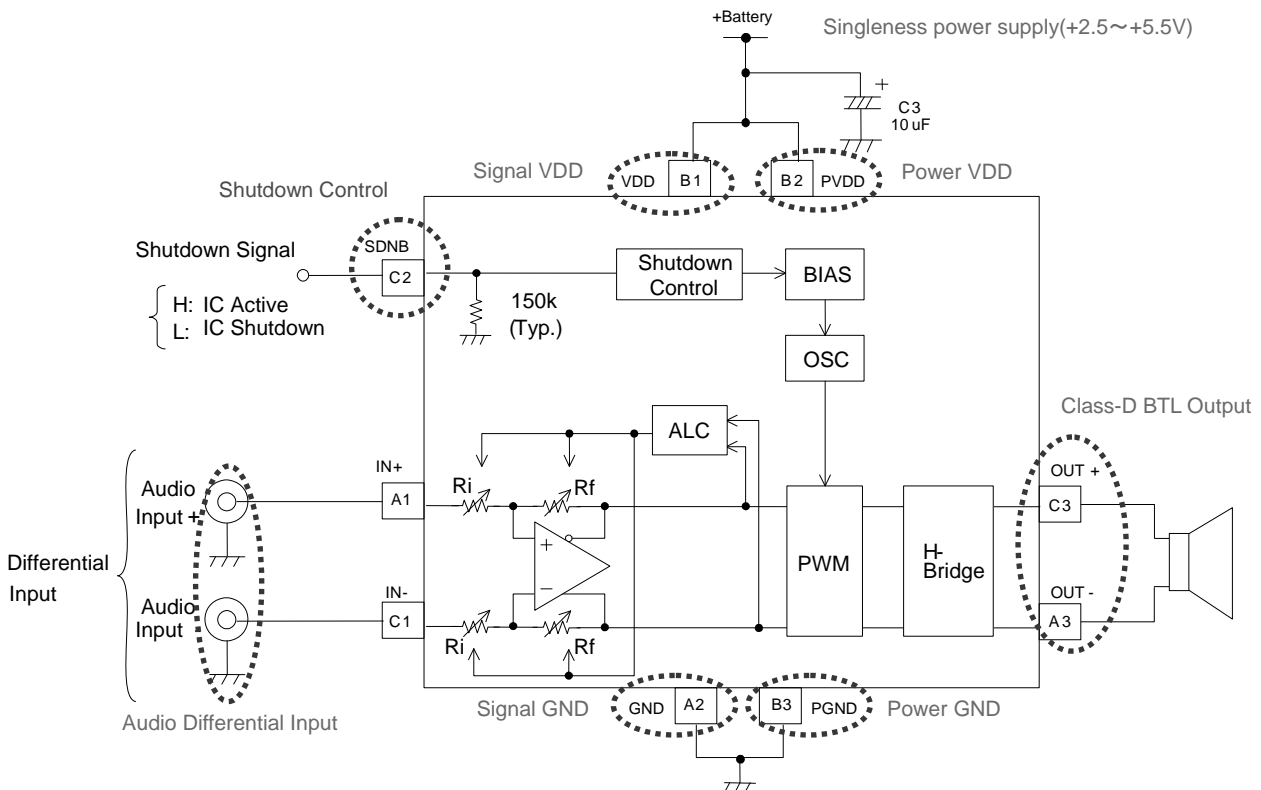 +Battery
Singleness power supply(+2.5～+5.5V)
+
C3
10 uF
Signal VDD
VDD
B1
B2
PVDD
Power VDD
Shutdown Control
SDNB
Shutdown Signal
C2
H: IC Active
L: IC Shutdown
150k
(Typ.)
Shutdown
Control
BIAS
OSC
ALC
Class-D BTL Output
OUT +
C3
Differential
Input
Audio
Input +
IN+
A1
Ri
Rf
+
−
PWM
H-
Bridge
Audio
Input
IN-
C1
Ri
Rf
OUT -
A3
Audio Differential Input
Signal GND
GND
A2
B3
PGND
Power GND